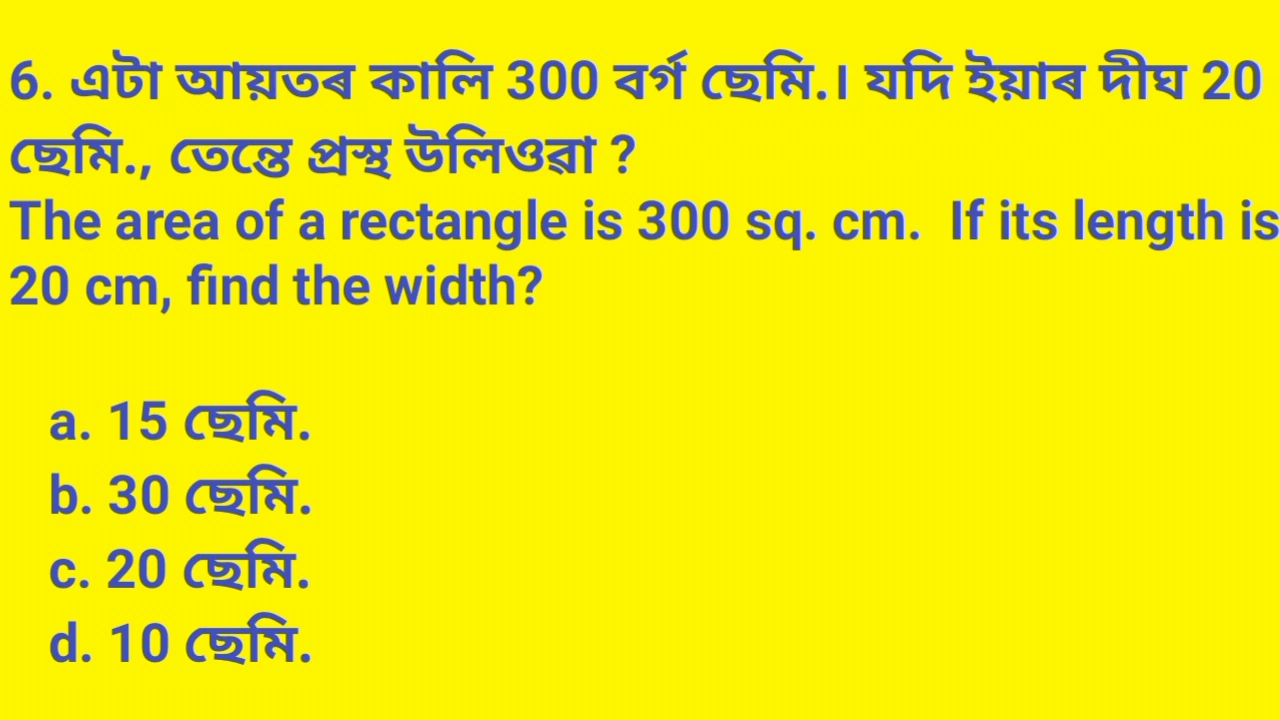 6. এটা আয়তৰ কালি 300 বৰ্গ ছেমি.। যদি ইয়াৰ দীঘ 20
ছেমি., তেন্তে প্ৰস্থ উলিওৱা ?
The area of a rectangle is 300 sq. cm.  If its length is
20 cm, find the width?
a. 15 ছেমি.
b. 30 ছেমি.
c. 20 ছেমি.
d. 10 ছেমি.